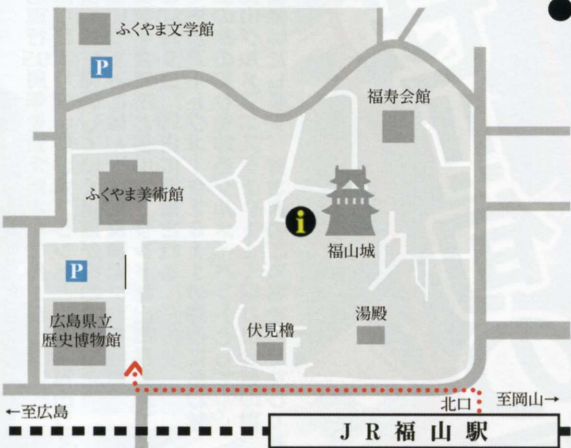 ふくやま文学館
P
福寿会館
ふくやま美術館
i
福山城
P
広島県立
歴史博物館
伏見櫓
湯殿
北口
←至広島
至岡山→
JR福山駅